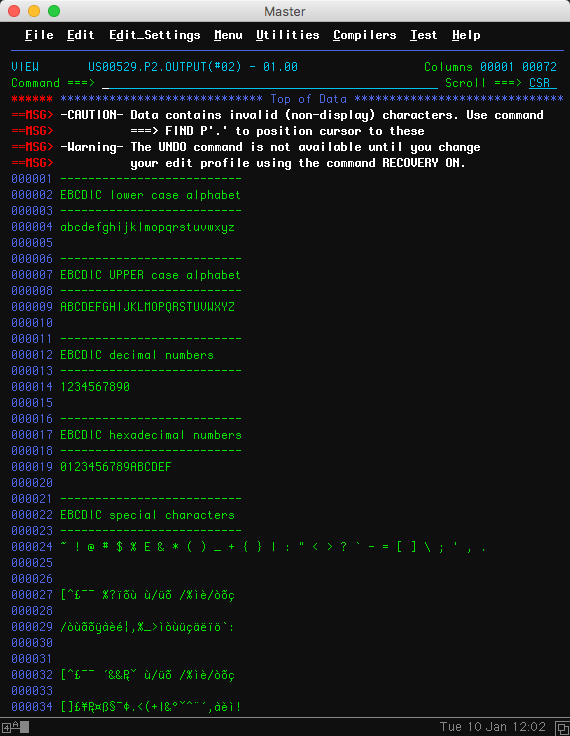 Master
File Edit Edit_Settings Menu Utilities Compilers Test Help
VIEW US00529.P2.OUTPUT(#02) - 01.00 Columns 00001 00072
Command ===> Scroll ===> CSR
****** **************************** Top of Data ****************************
==MSG> -CAUTION- Data contains invalid (non-display) characters. Use command
==MSG> ===> FIND P'.' to position cursor to these
==MSG> -Warning- The UNDO command is not available until you change
==MSG> your edit profile using the command RECOVERY ON.
000001 --------------------------
000002 EBCDIC lower case alphabet
000003 --------------------------
000004 abcdefghijklmopqrstuvwxyz
000005
000006 --------------------------
000007 EBCDIC UPPER case alphabet
000008 --------------------------
000009 ABCDEFGHIJKLMOPQRSTUVWXYZ
000010
000011 --------------------------
000012 EBCDIC decimal numbers
000013 --------------------------
000014 1234567890
000015
000016 --------------------------
000017 EBCDIC hexadecimal numbers
000018 --------------------------
000019 0123456789ABCDEF
000020
000021 --------------------------
000022 EBCDIC special characters
000023 --------------------------
000024 ~ ! @ # $ % E & * ( ) _ + { } | : " < > ? ` - = [ ] \ ; ' , .
000025
000026
000027 [^£¯¯ %?ïõù ù/üõ /%ìè/òõç
000028
000029 /òùãõÿàèé¦,%_>ìòùüçäëïö`:
000030
000031
000032 ù/üõ /%ìè/òõç
000033
000034
4A
Tue 10 Jan 12:02